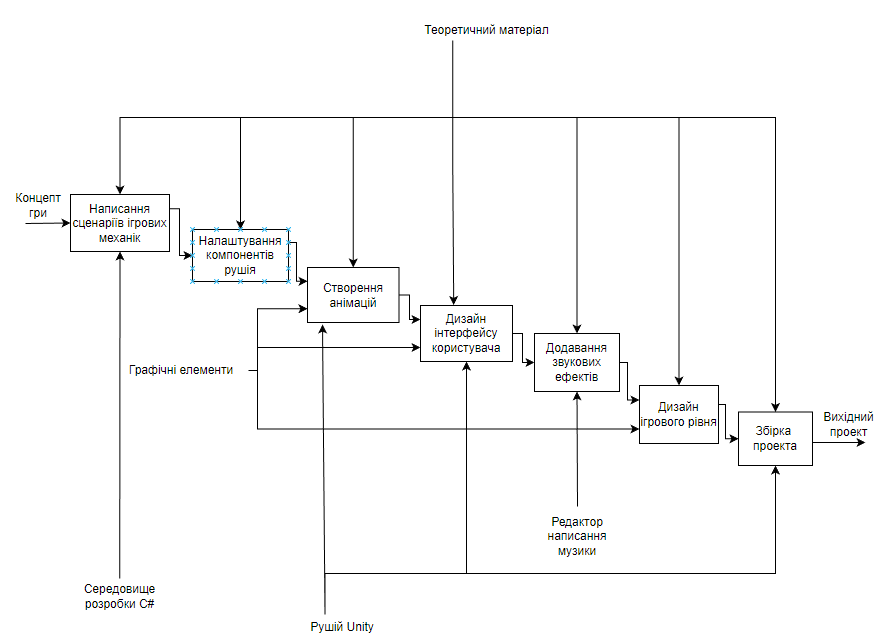 Теоретичний матеріал
Концепт
гри
Написання
сценаріїв ігрових
механік
Налаштування
компонентів
рушія
Створення
анімацій
Дизайн
інтерфейсу
користувача
Графічні елементи
Додавання
звукових
ефектів
Дизайн
ігрового рівня
Збірка
проекта
Вихідний
проект
Редактор
написання
музики
Середовище
розробки C#
Рушій Unity